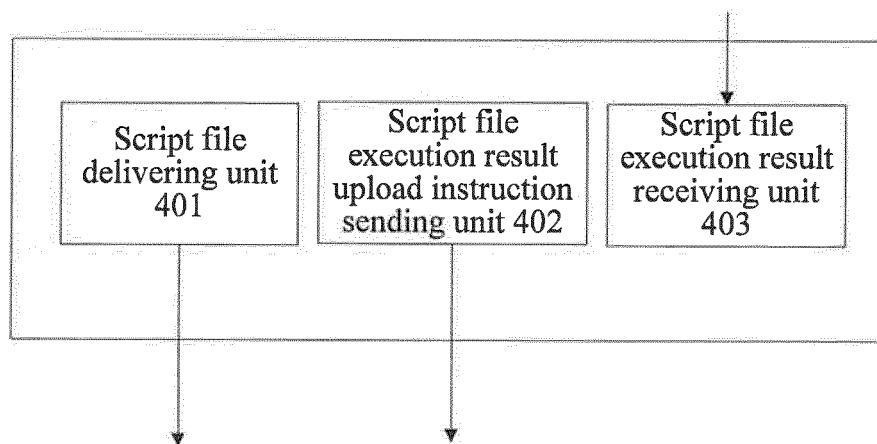 Script file
delivering unit
401
Script file
execution result
upload instruction
sending unit 402
Script file
execution result
receiving unit
403